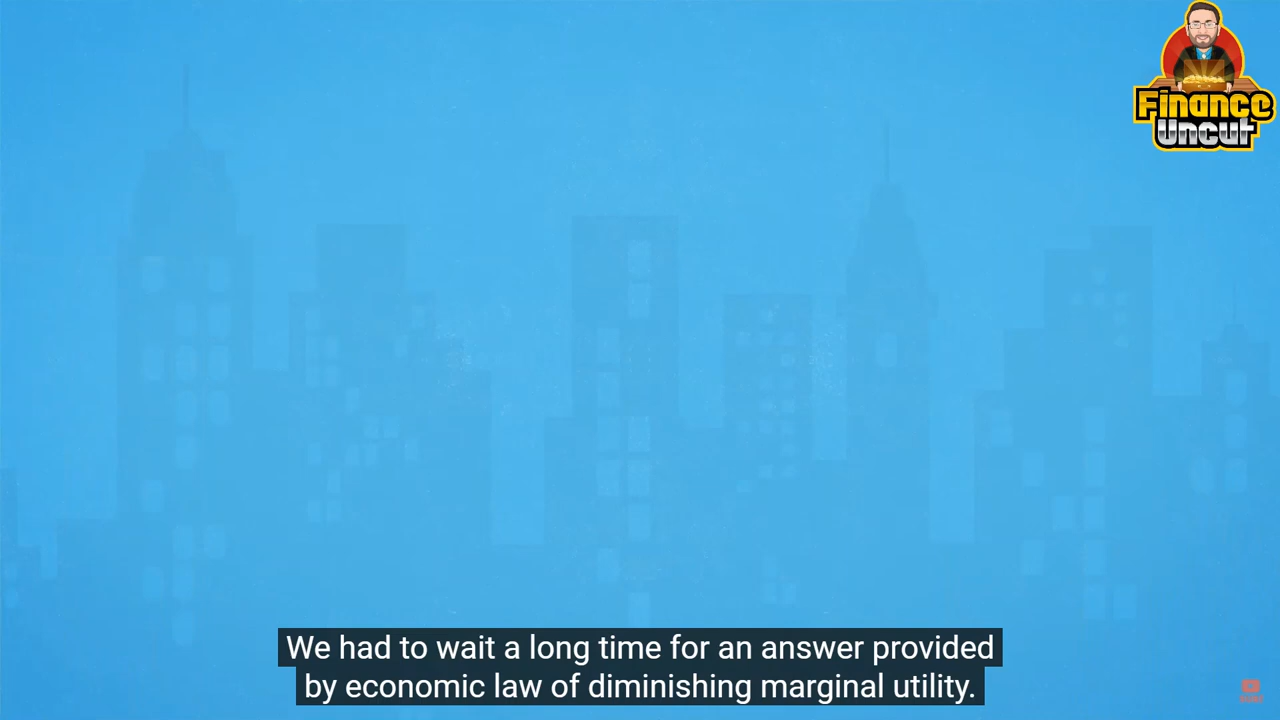 Finance
Uncut
We had to wait a long time for an answer provided
by economic law of diminishing marginal utility.